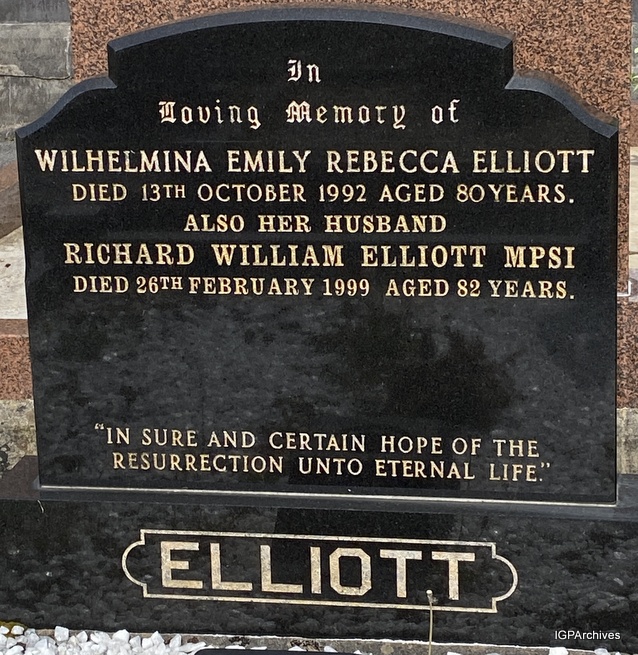 In
Loving Memory of
WILHELMINA EMILY REBECCA ELLIOTT
DIED 13TH OCTOBER 1992 AGED 80 YEARS.
ALSO HER HUSBAND
RICHARD WILLIAM ELLIOTT MPSI
DIED 26TH FEBRUARY 1999 AGED 82 YEARS.
"IN SURE AND CERTAIN HOPE OF THE
RESURRECTION UNTO ETERNAL LIFE."
ELLIOTT
IGPArchives